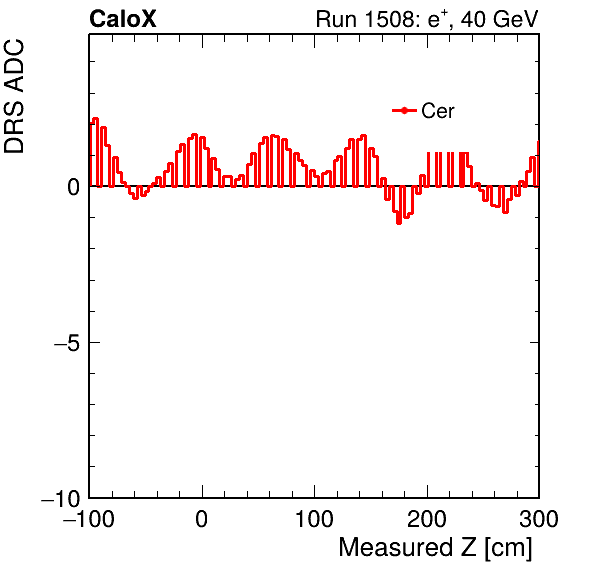 CaloX Run 1508: e+, 40 GeV
DRS ADC
Cer
0
−5
−10
−100 0 100 200 300
Measured Z [cm]